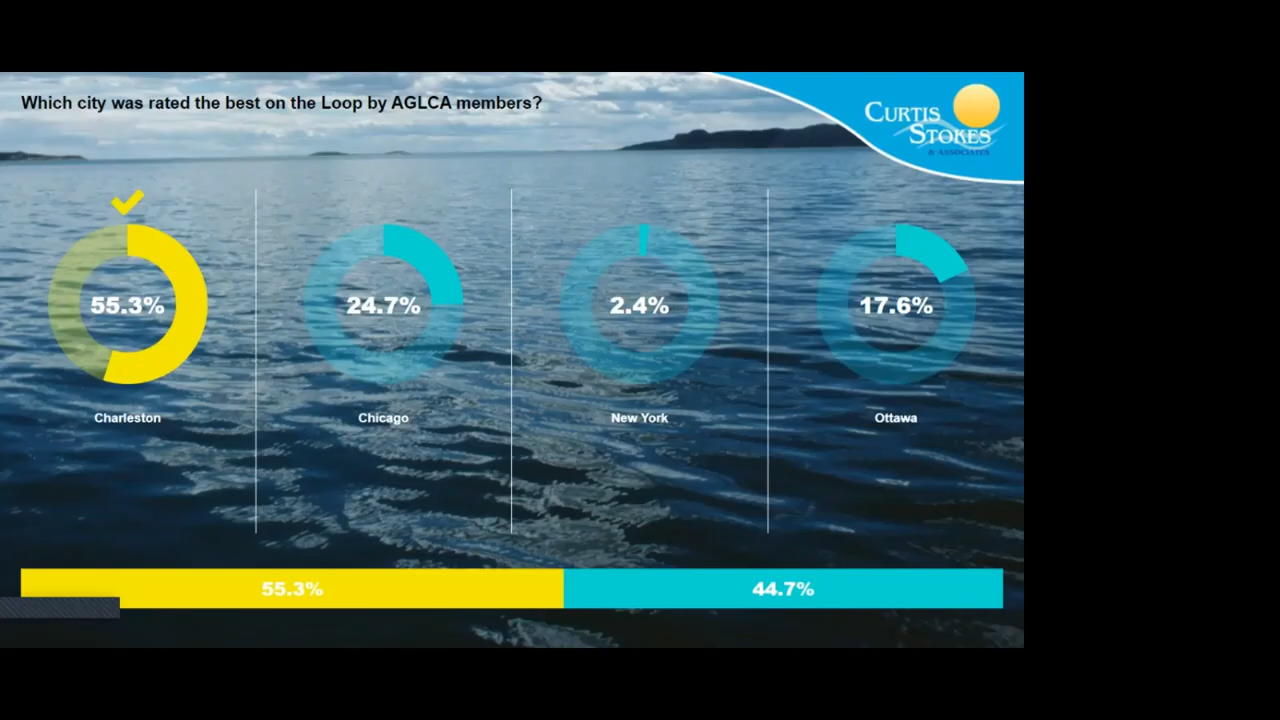 Which city was rated the best on the Loop by AGLCA members?
CURTIS
STOKES
& ASSOCIATES
55.3%
24.7%
2.4%
17.6%
Charleston
Chicago
New York
Ottawa
55.3%
44.7%